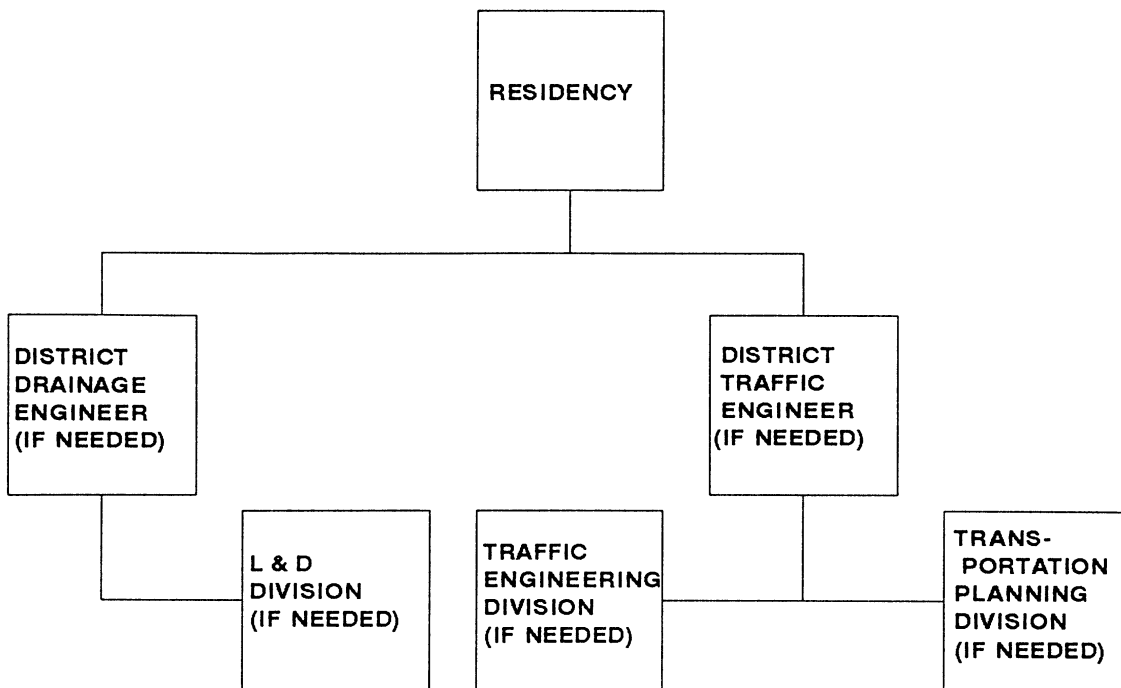 RESIDENCY
DISTRICT
DRAINAGE
ENGINEER
(IF NEEDED)
DISTRICT
TRAFFIC
ENGINEER
(IF NEEDED)
L & D
DIVISION
(IF NEEDED)
TRAFFIC
ENGINEERING
DIVISION
(IF NEEDED)
TRANS-
PORTATION
PLANNING
DIVISION
(IF NEEDED)